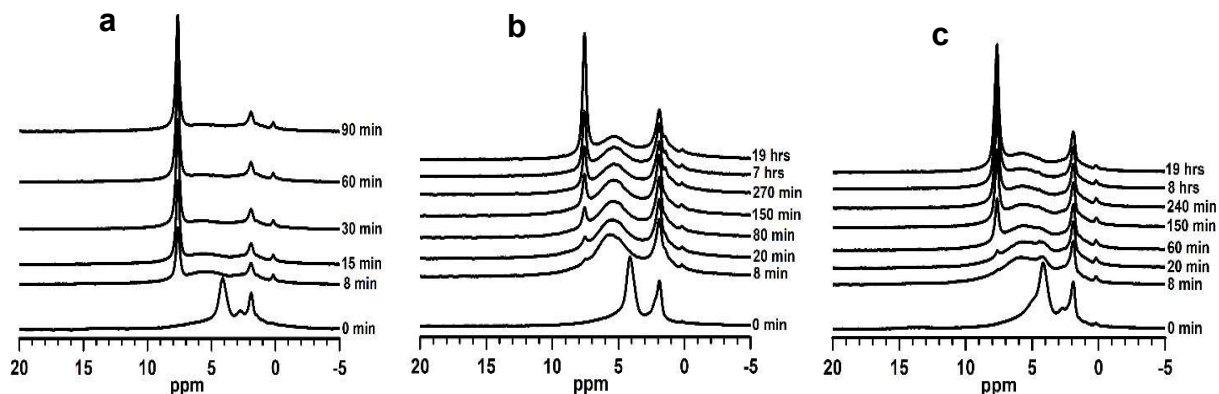 a
90 min
60 min
30 min
15 min
8 min
0 min
20 15 10 5 0 -5
ppm
b
19 hrs
7 hrs
270 min
150 min
80 min
20 min
8 min
0 min
20 15 10 5 0 -5
ppm
c
19 hrs
8 hrs
240 min
150 min
60 min
20 min
8 min
0 min
20 15 10 5 0 -5
ppm